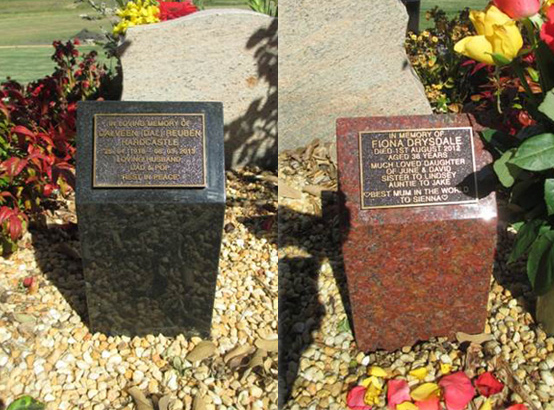 IN LOVING MEMORY OF
(DAL) REUBEN
HARDCASTLE
LOVING HUSBAND
DAD & POP
REST IN PEACE
IN MEMORY OF
FIONA DRYSDALE
DIED 1ST AUGUST 2012
AGED 38 YEARS
MUCH LOVED DAUGHTER
OF JUNE & DAVID
SISTER TO LINDSEY
AUNTIE TO JAKE
♡BEST MUM IN THE WORLD
TO SIENNA♡